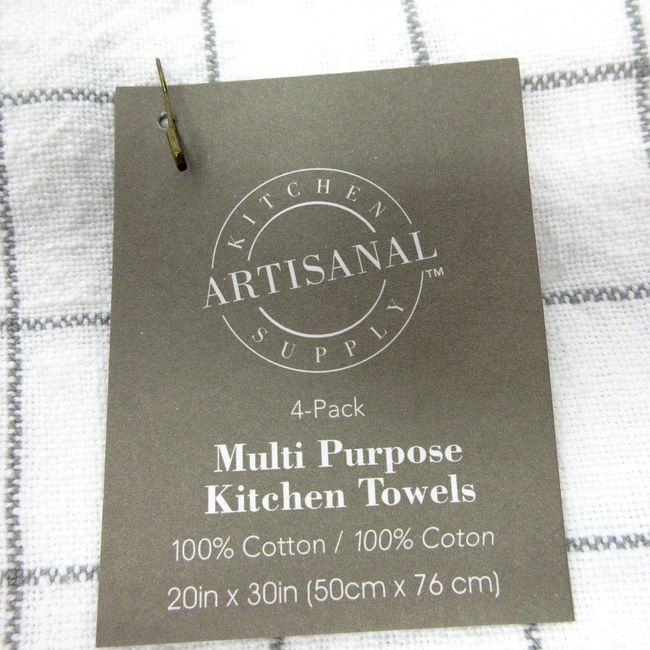 KITCHEN
ARTISANAL™
SUPPLY
4-Pack
Multi Purpose
Kitchen Towels
100% Cotton / 100% Coton
20in x 30in (50cm x 76 cm)